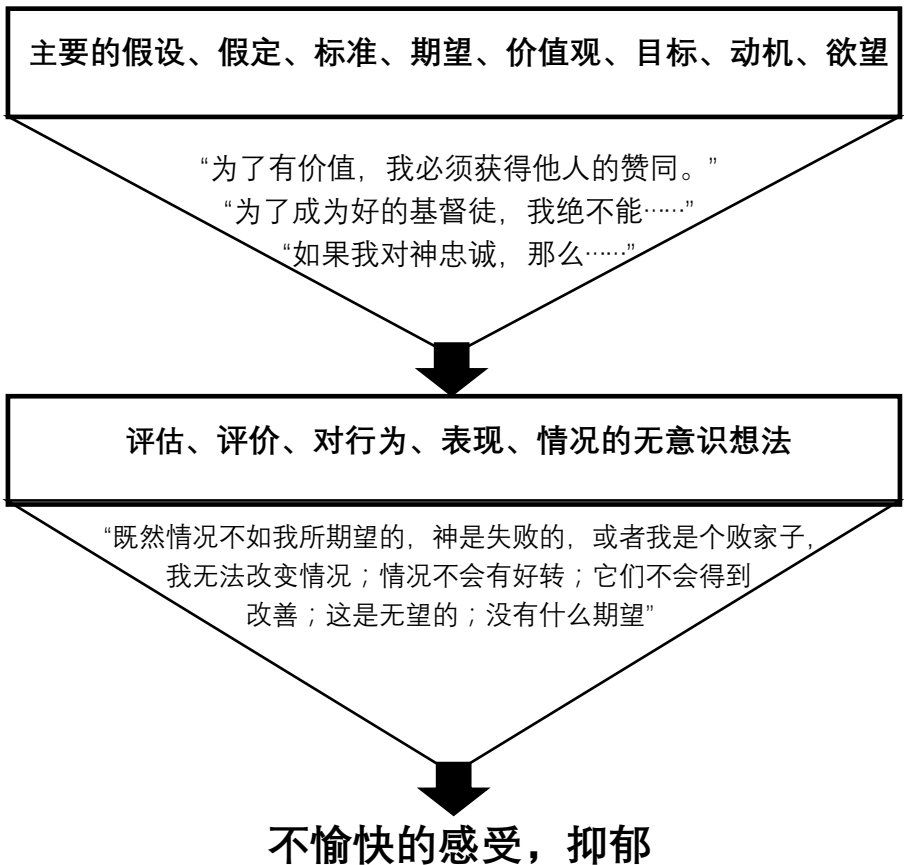 主要的假设、假定、标准、期望、价值观、目标、动机、欲望
“为了有价值，我必须获得他人的赞同。”
“为了成为好的基督徒，我绝不能……”
“如果我对神忠诚，那么……”
评估、评价、对行为、表现、情况的无意识想法
“既然情况不如我所期望的，神是失败的，或者我是个败家子，
我无法改变情况；情况不会有好转；它们不会得到
改善；这是无望的；没有什么期望”
不愉快的感受，抑郁